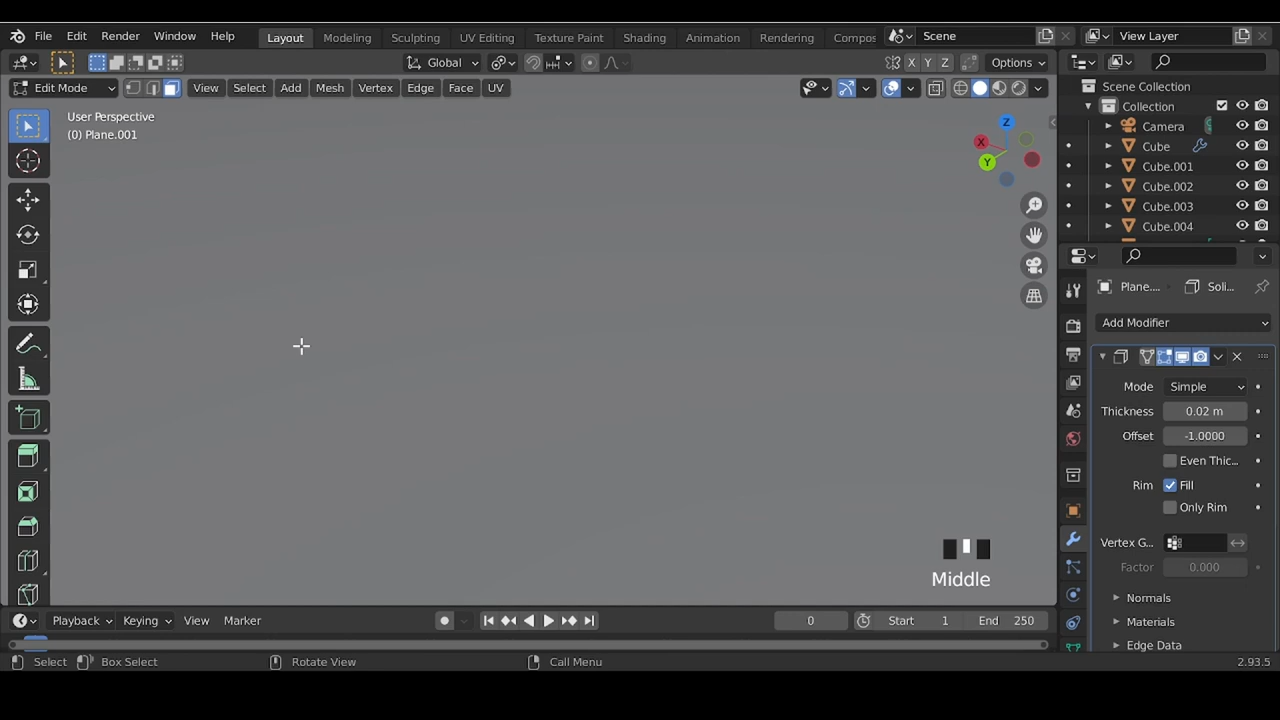 File Edit Render Window Help Layout Modeling Sculpting UV Editing Texture Paint Shading Animation Rendering Compos Scene View Layer
Global X Y Z Options
Edit Mode View Select Add Mesh Vertex Edge Face UV
Scene Collection
Collection
Camera
Cube
Cube.001
Cube.002
Cube.003
Cube.004
User Perspective
(0) Plane.001
Z
X
Y
Plane.... Soli...
Add Modifier
Mode Simple
Thickness 0.02 m
Offset -1.0000
Even Thic...
Rim Fill
Only Rim
Vertex G...
Factor 0.000
Normals
Materials
Edge Data
Middle
Playback Keying View Marker 0 Start 1 End 250
Select Box Select Rotate View Call Menu 2.93.5